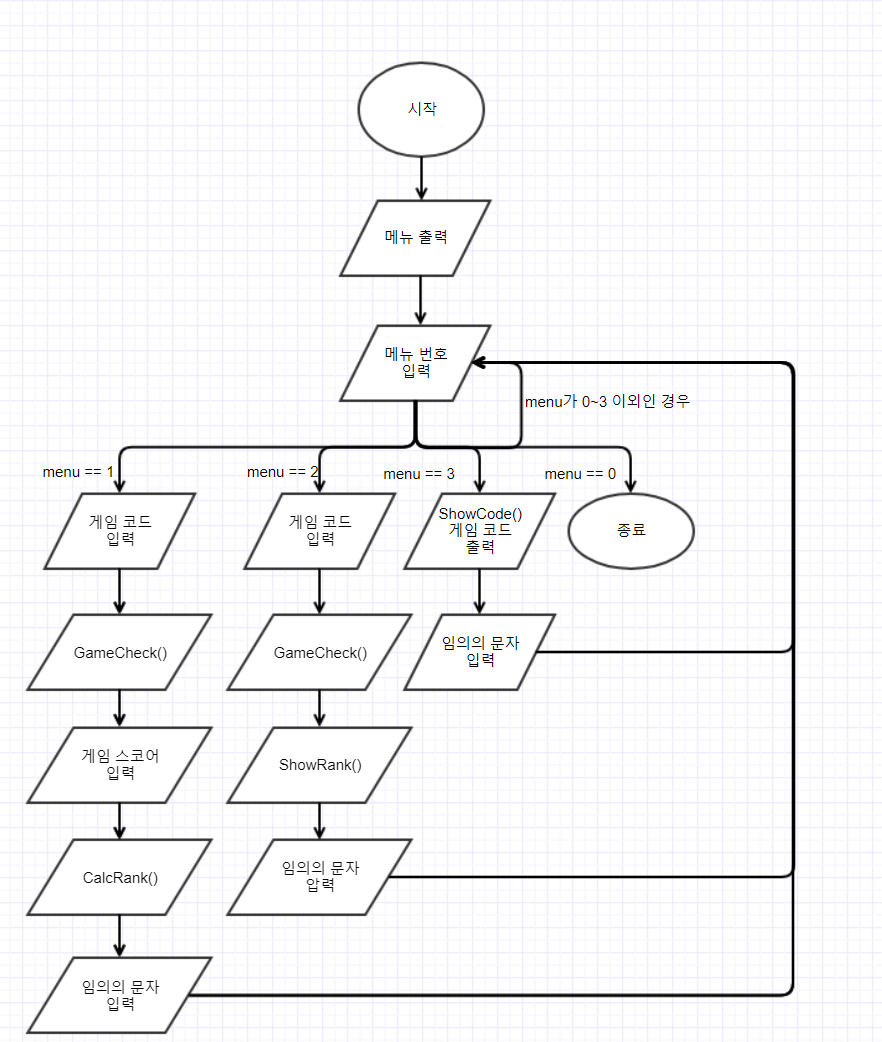 시작
메뉴 출력
메뉴 번호
입력
menu가 0~3 이외인 경우
menu == 1
menu == 2
menu == 3
menu == 0
게임 코드
입력
게임 코드
입력
ShowCode()
게임 코드
출력
종료
GameCheck()
GameCheck()
임의의 문자
입력
게임 스코어
입력
ShowRank()
CalcRank()
임의의 문자
압력
임의의 문자
입력